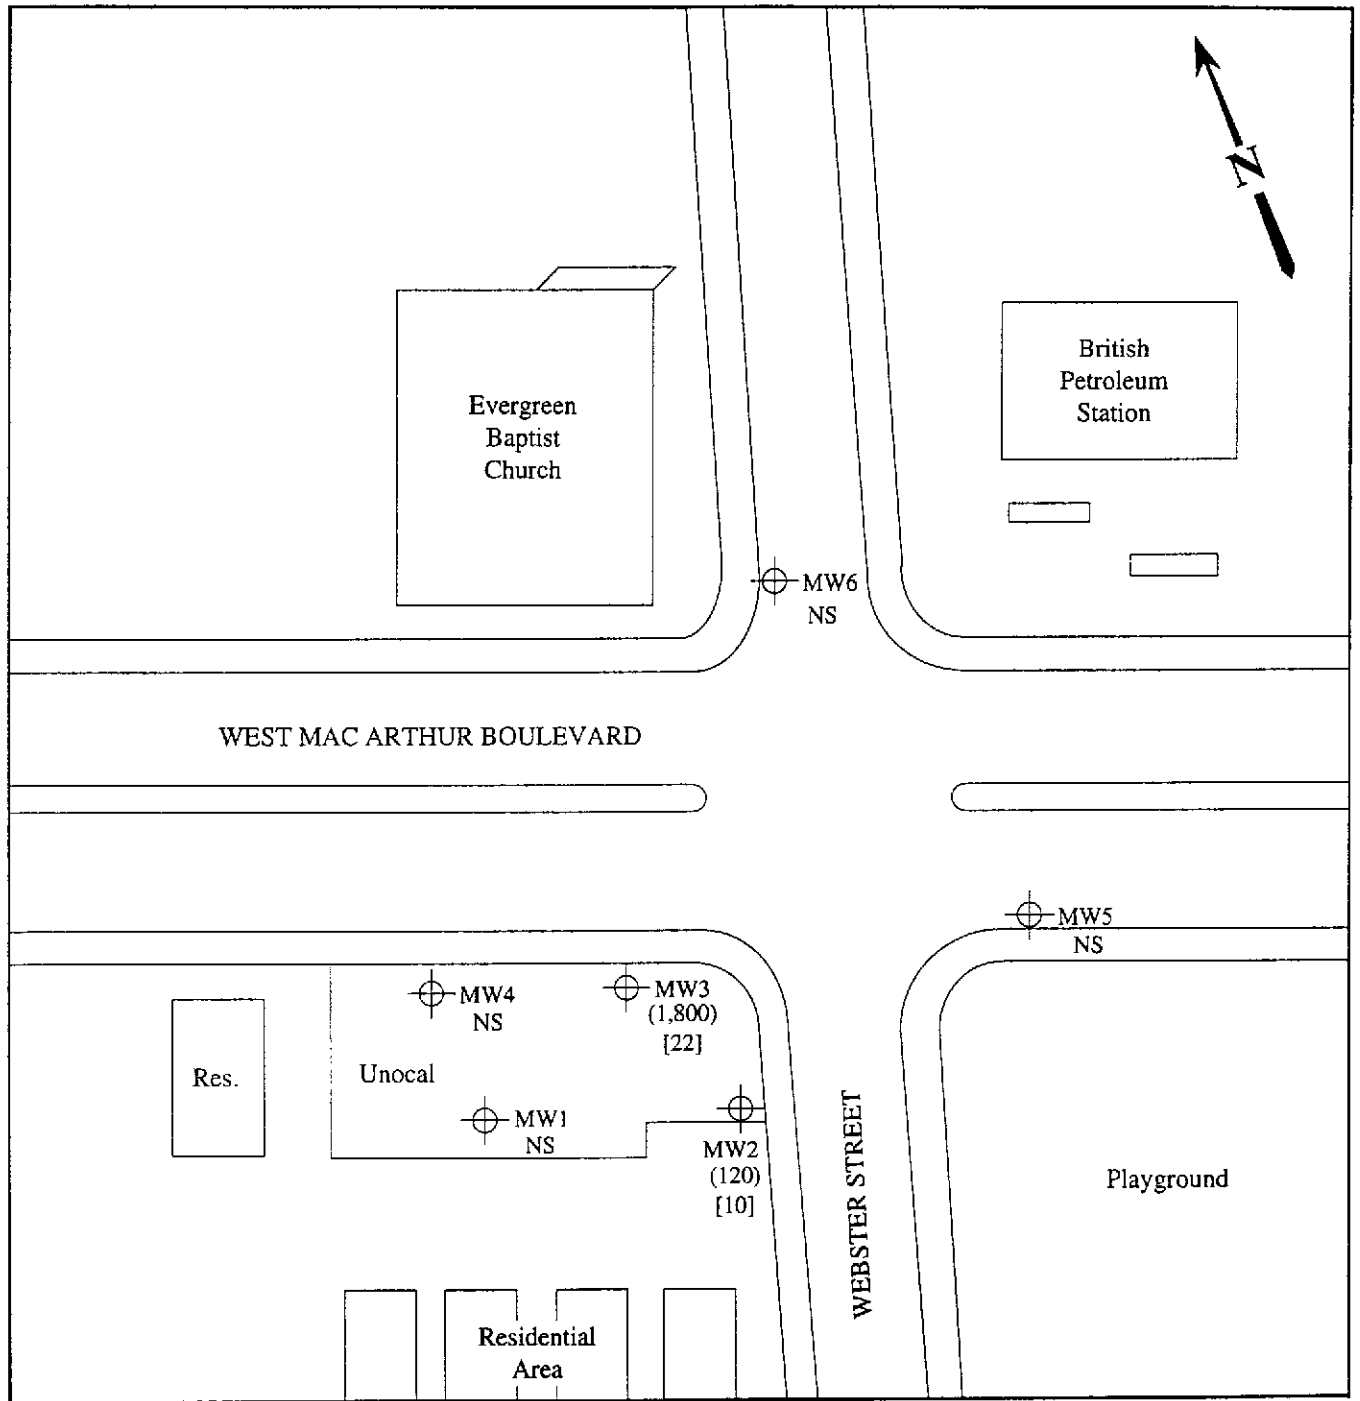 N
British
Petroleum
Station
Evergreen
Baptist
Church
MW6
NS
WEST MAC ARTHUR BOULEVARD
MW5
NS
MW4
NS
MW3
(1,800)
[22]
Res.
Unocal
MW1
NS
MW2
(120)
[10]
WEBSTER STREET
Playground
Residential
Area